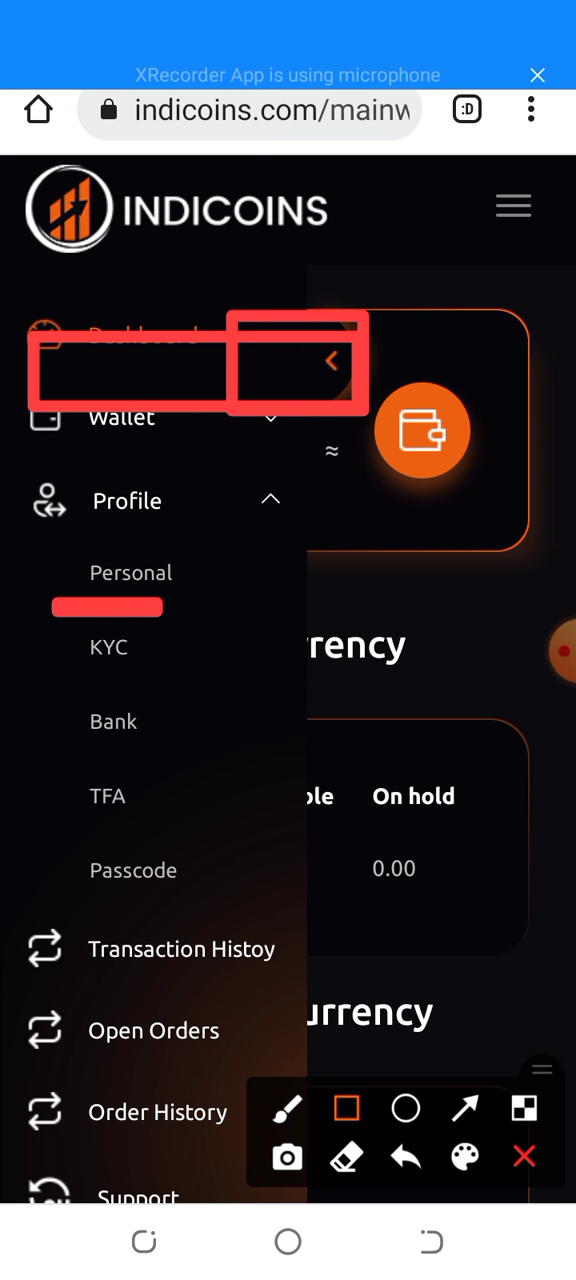 XRecorder App is using microphone
indicoins.com/mainw
:D
INDICOINS
Dashboard
Wallet
≈
Profile
Personal
rrency
KYC
Bank
TFA
ble On hold
Passcode
0.00
Transaction Histoy
urrency
Open Orders
Order History
Support